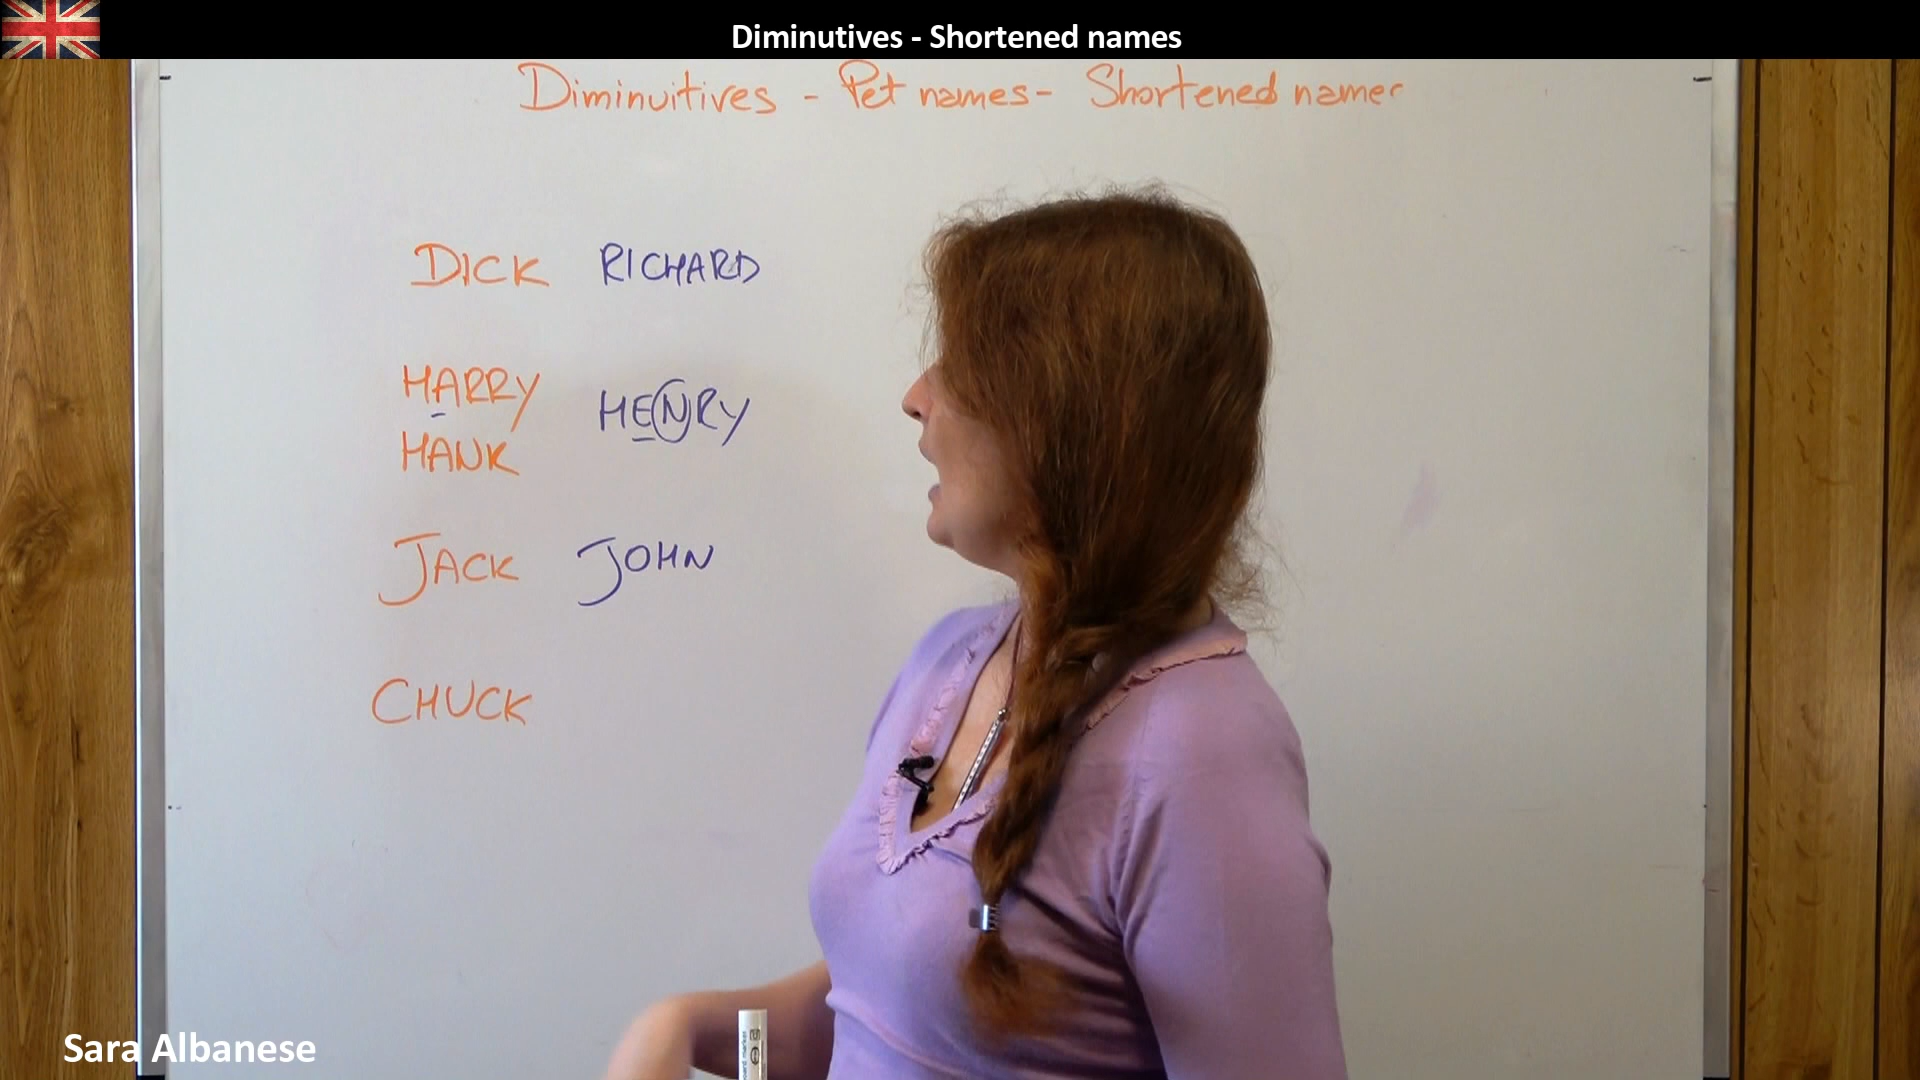 Diminutives - Shortened names
Diminuitives - Pet names - Shortened names
DICK RICHARD
HARRY HENRY
HANK
JACK JOHN
CHUCK
Sara Albanese